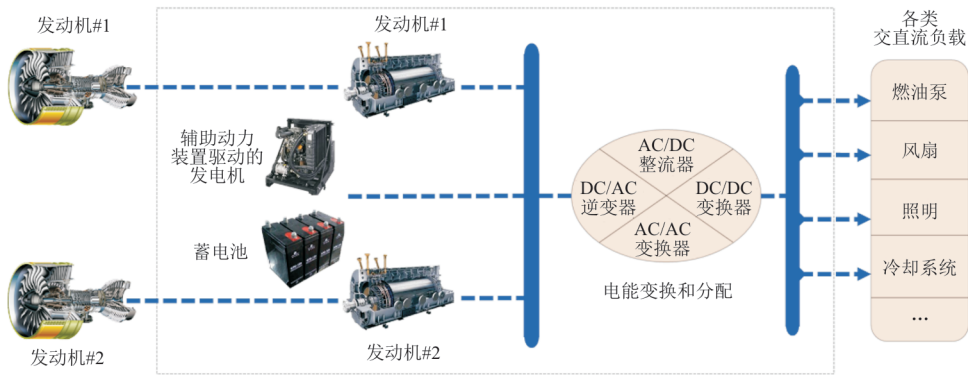 发动机#1
发动机#1
各类
交直流负载
燃油泵
辅助动力
装置驱动的
发电机
AC/DC
整流器
风扇
DC/AC
逆变器
DC/DC
变换器
照明
AC/AC
变换器
蓄电池
冷却系统
电能变换和分配
...
发动机#2
发动机#2